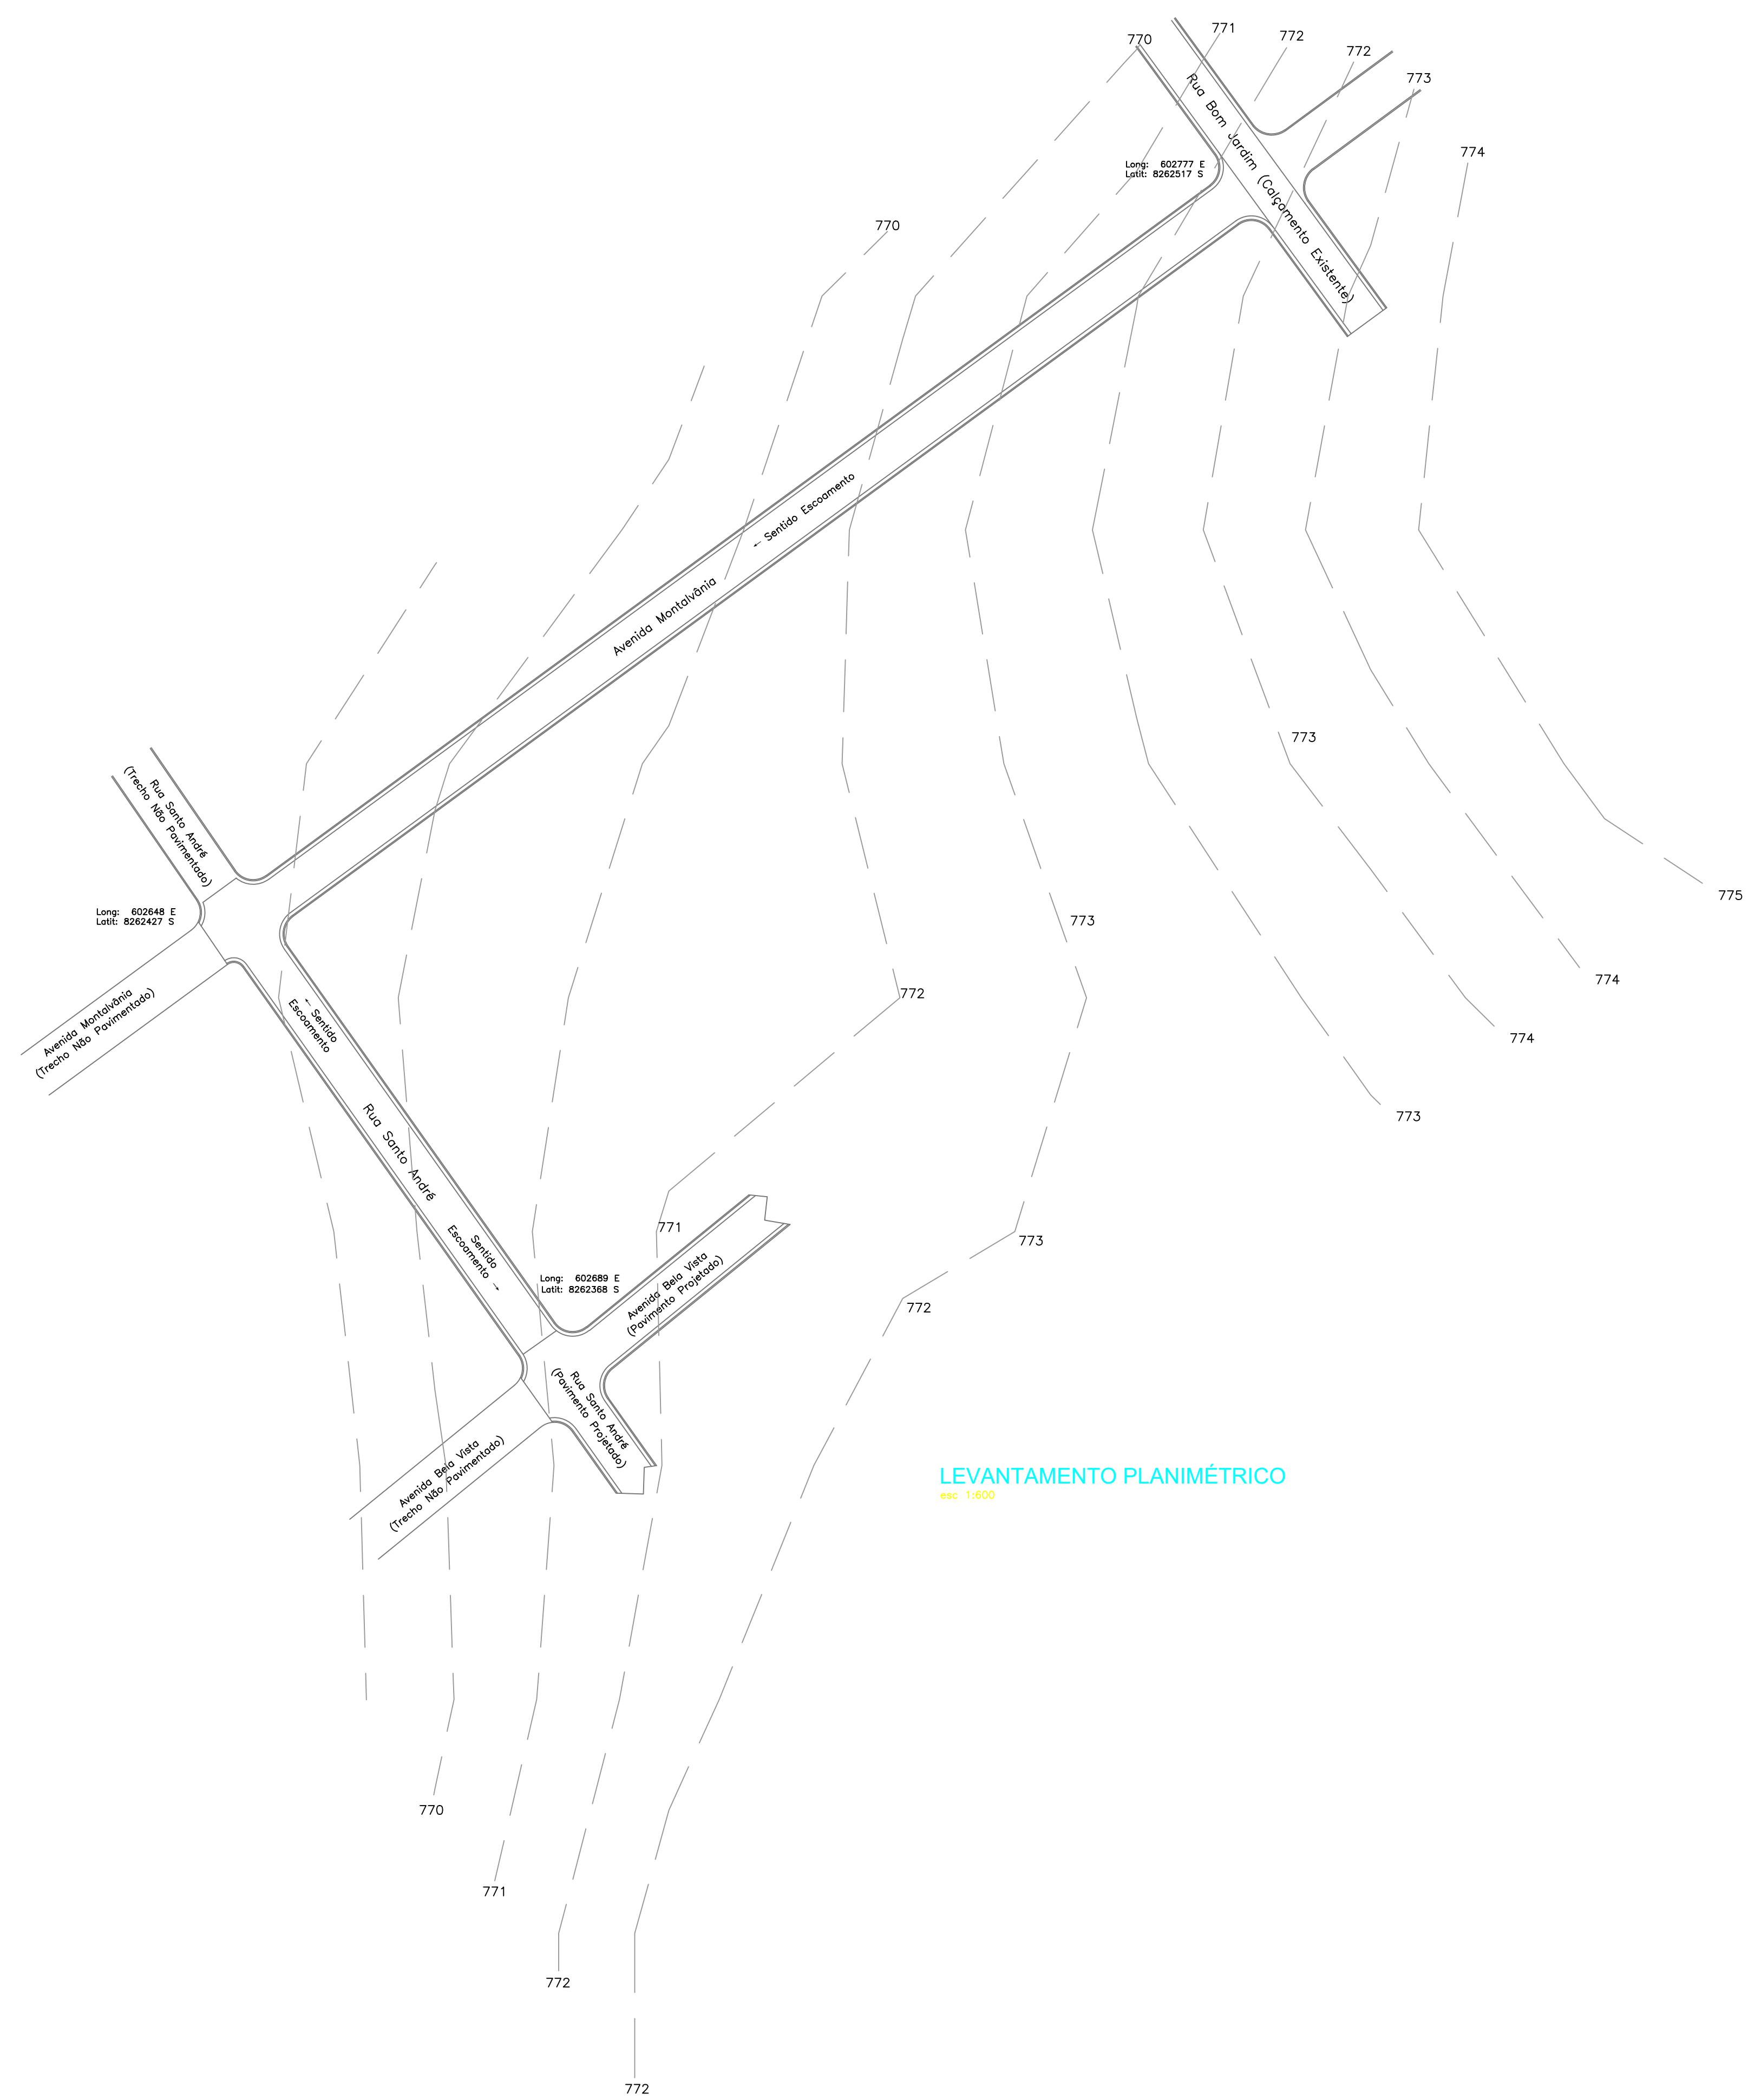 770
771
772
772
773
774
Rua Bom Jardim (Calçamento Existente)
Long: 602777 E
Latit: 8262517 S
770
← Sentido Escoamento
Avenida Montalvânia
773
Rua Santo André
(Trecho Não Pavimentado)
775
Long: 602648 E
Latit: 8262427 S
773
774
772
Avenida Montalvânia
(Trecho Não Pavimentado)
← Sentido
Escoamento
774
773
Rua Santo André
771
773
Sentido
Escoamento →
Long: 602689 E
Latit: 8262368 S
Avenida Bela Vista
(Pavimento Projetado)
772
Rua Santo André
(Pavimento Projetado)
Avenida Bela Vista
(Trecho Não Pavimentado)
LEVANTAMENTO PLANIMÉTRICO
esc 1:600
770
771
772
772